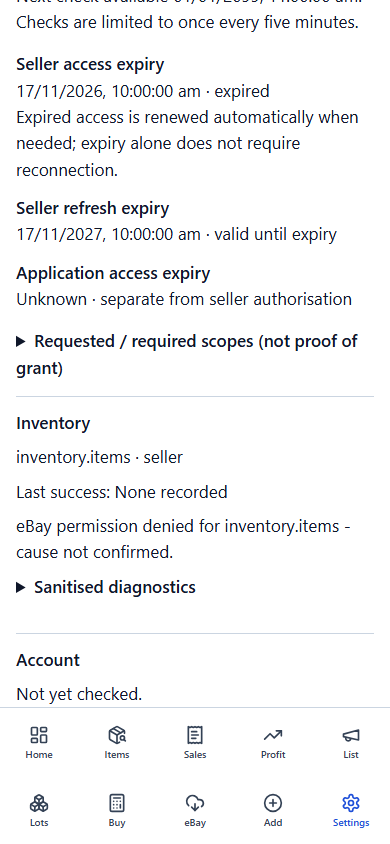 Checks are limited to once every five minutes.
Seller access expiry
17/11/2026, 10:00:00 am · expired
Expired access is renewed automatically when
needed; expiry alone does not require
reconnection.
Seller refresh expiry
17/11/2027, 10:00:00 am · valid until expiry
Application access expiry
Unknown · separate from seller authorisation
▶ Requested / required scopes (not proof of
grant)
Inventory
inventory.items · seller
Last success: None recorded
eBay permission denied for inventory.items -
cause not confirmed.
▶ Sanitised diagnostics
Account
Not yet checked.
Home Items Sales Profit List
Lots Buy eBay Add Settings